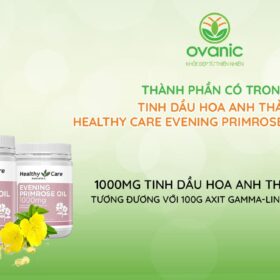 ovanic
KHỎE ĐẸP TỪ THIÊN NHIÊN
THÀNH PHẦN CÓ TRON
TINH DẦU HOA ANH THẢ
HEALTHY CARE EVENING PRIMROSE
Healthy Care
EVENING
PRIMROSE OIL
1000mg
OIL
1000MG TINH DẦU HOA ANH TH
TƯƠNG ĐƯƠNG VỚI 100G AXIT GAMMA-LIN